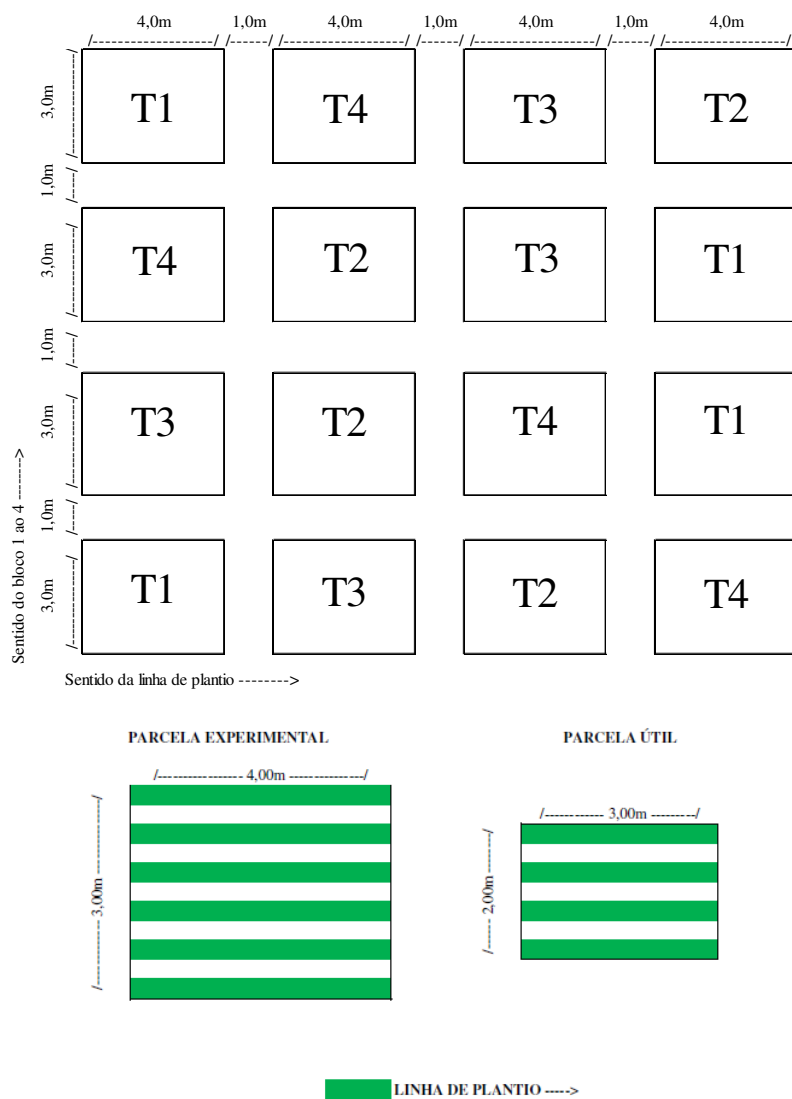 4,0m 1,0m 4,0m 1,0m 4,0m 1,0m 4,0m
3,0m
T1 T4 T3 T2
1,0m
3,0m
T4 T2 T3 T1
1,0m
3,0m
T3 T2 T4 T1
1,0m
3,0m
T1 T3 T2 T4
Sentido do bloco 1 ao 4 ------->
Sentido da linha de plantio -------->
PARCELA EXPERIMENTAL
PARCELA ÚTIL
/----------------- 4,00m ---------------/
3,00m
/------------ 3,00m ---------/
2,00m
LINHA DE PLANTIO ----->